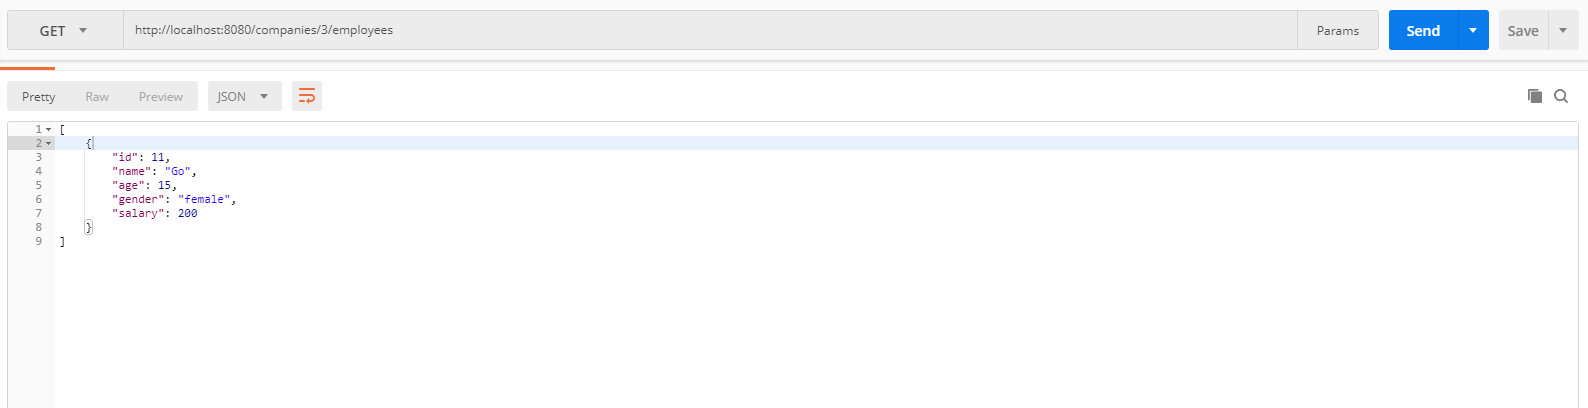 GET http://localhost:8080/companies/3/employees Params Send Save
Pretty Raw Preview JSON
1 [
2 {
3 "id": 11,
4 "name": "Go",
5 "age": 15,
6 "gender": "female",
7 "salary": 200
8 }
9 ]